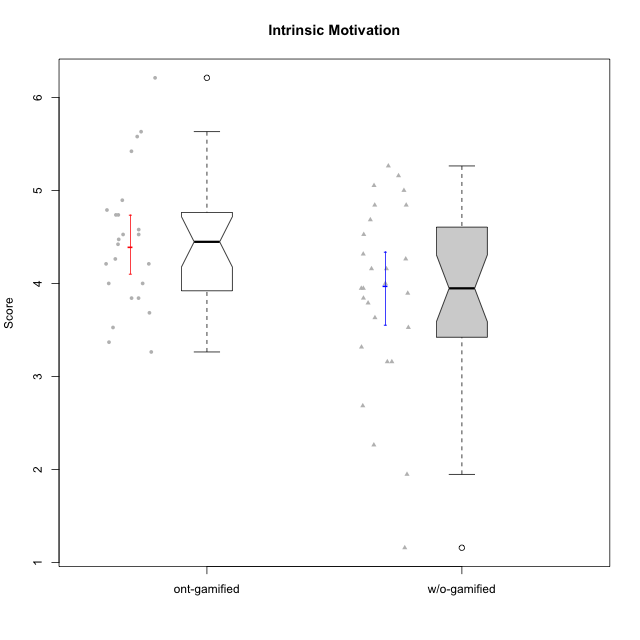 Intrinsic Motivation
Score
6
5
4
3
2
1
ont-gamified
w/o-gamified